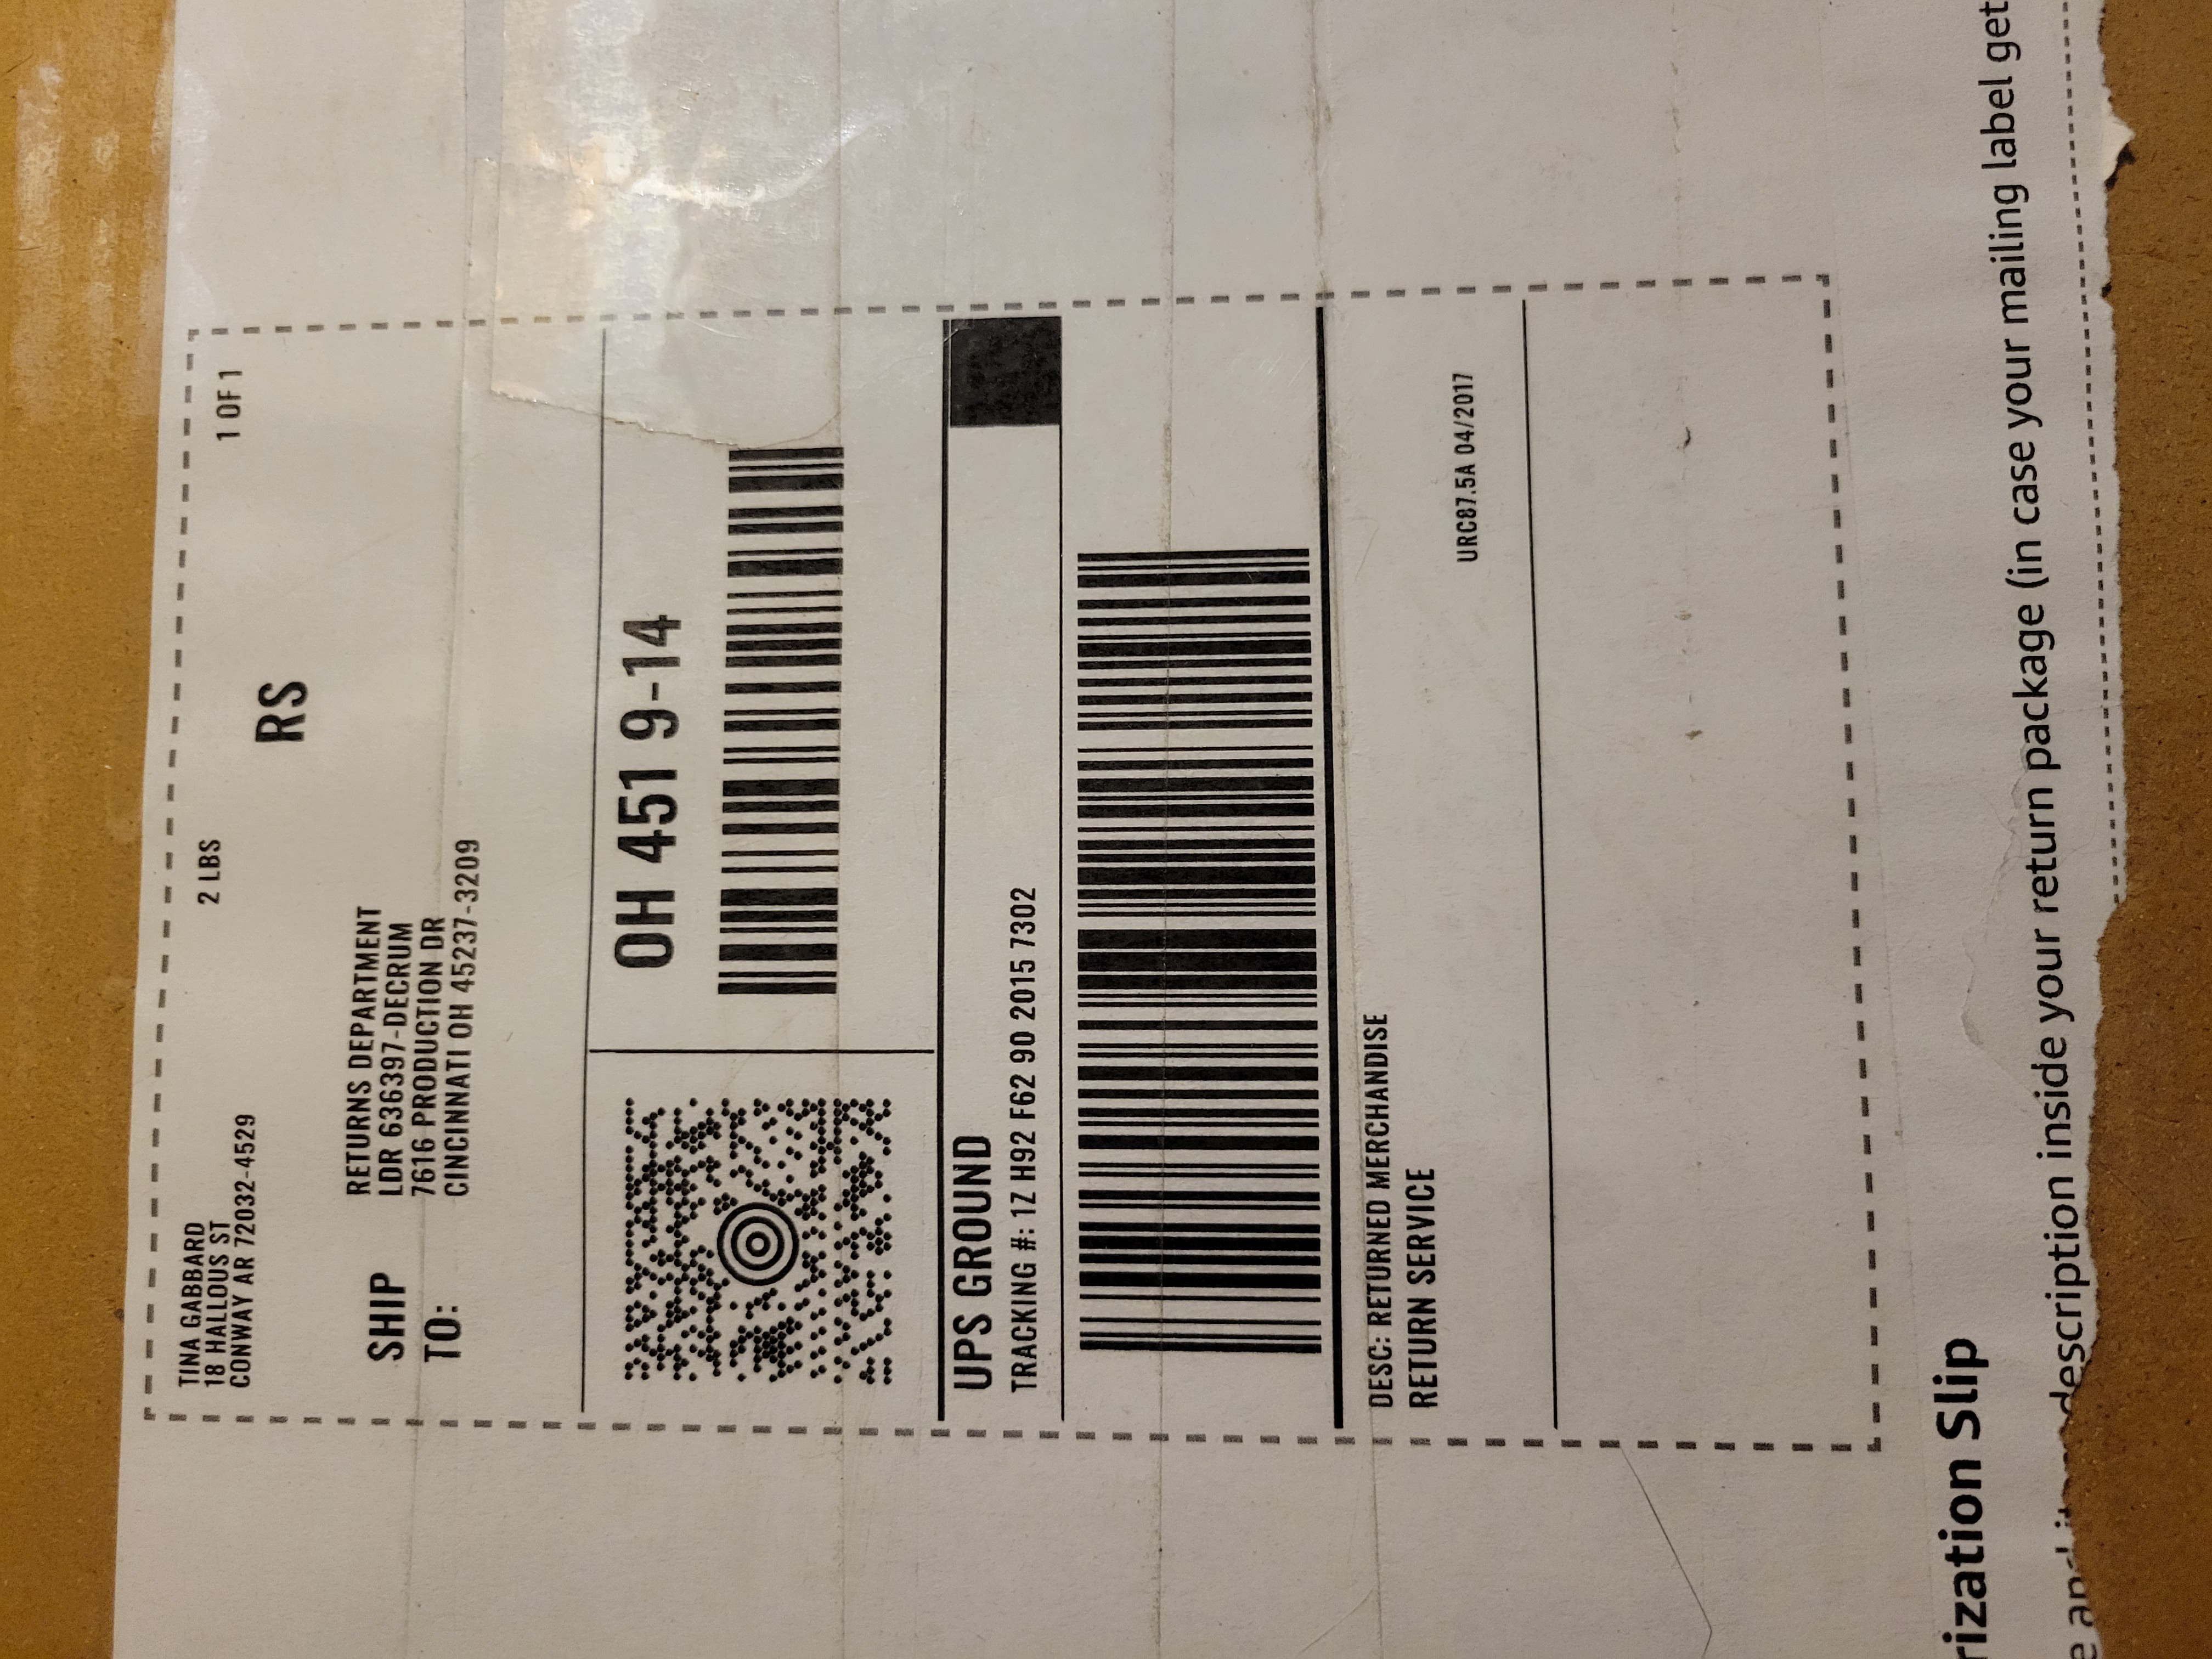 TINA GABBARD
18 HALLOUS ST
CONWAY AR 72032-4529
2 LBS
1 OF 1
RS
SHIP
TO:
RETURNS DEPARTMENT
LDR 636397-DECRUM
7616 PRODUCTION DR
CINCINNATI OH 45237-3209
OH 451 9-14
UPS GROUND
TRACKING #: 1Z H92 F62 90 2015 7302
DESC: RETURNED MERCHANDISE
RETURN SERVICE
URC87.5A 04/2017
rization Slip
e and description inside your return package (in case your mailing label get